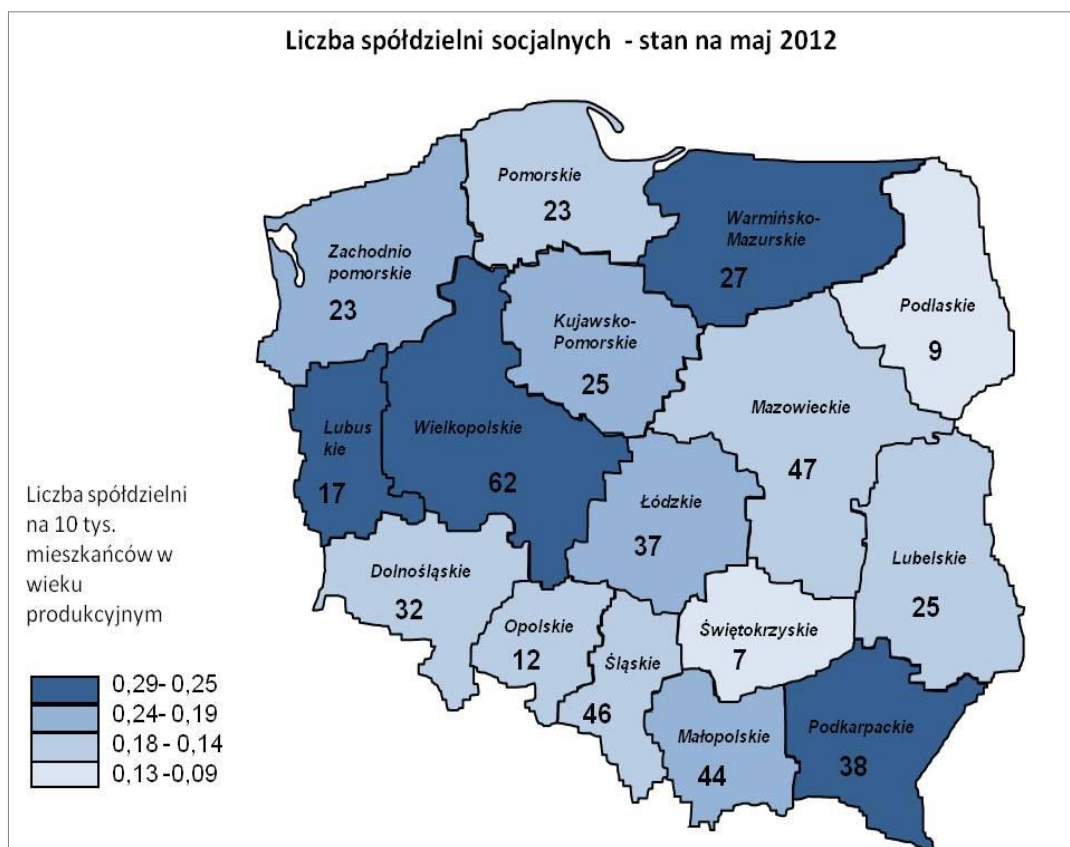 Liczba spółdzielni socjalnych - stan na maj 2012
Pomorskie
23
Warmińsko-
Mazurskie
27
Zachodnio
pomorskie
23
Podlaskie
9
Kujawsko-
Pomorskie
25
Mazowieckie
47
Lubus
kie
17
Wielkopolskie
62
Łódzkie
37
Lubelskie
25
Dolnośląskie
32
Opolskie
12
Śląskie
46
Świętokrzyskie
7
Małopolskie
44
Podkarpackie
38
Liczba spółdzielni
na 10 tys.
mieszkańców w
wieku
produkcyjnym
0,29- 0,25
0,24- 0,19
0,18 - 0,14
0,13 -0,09